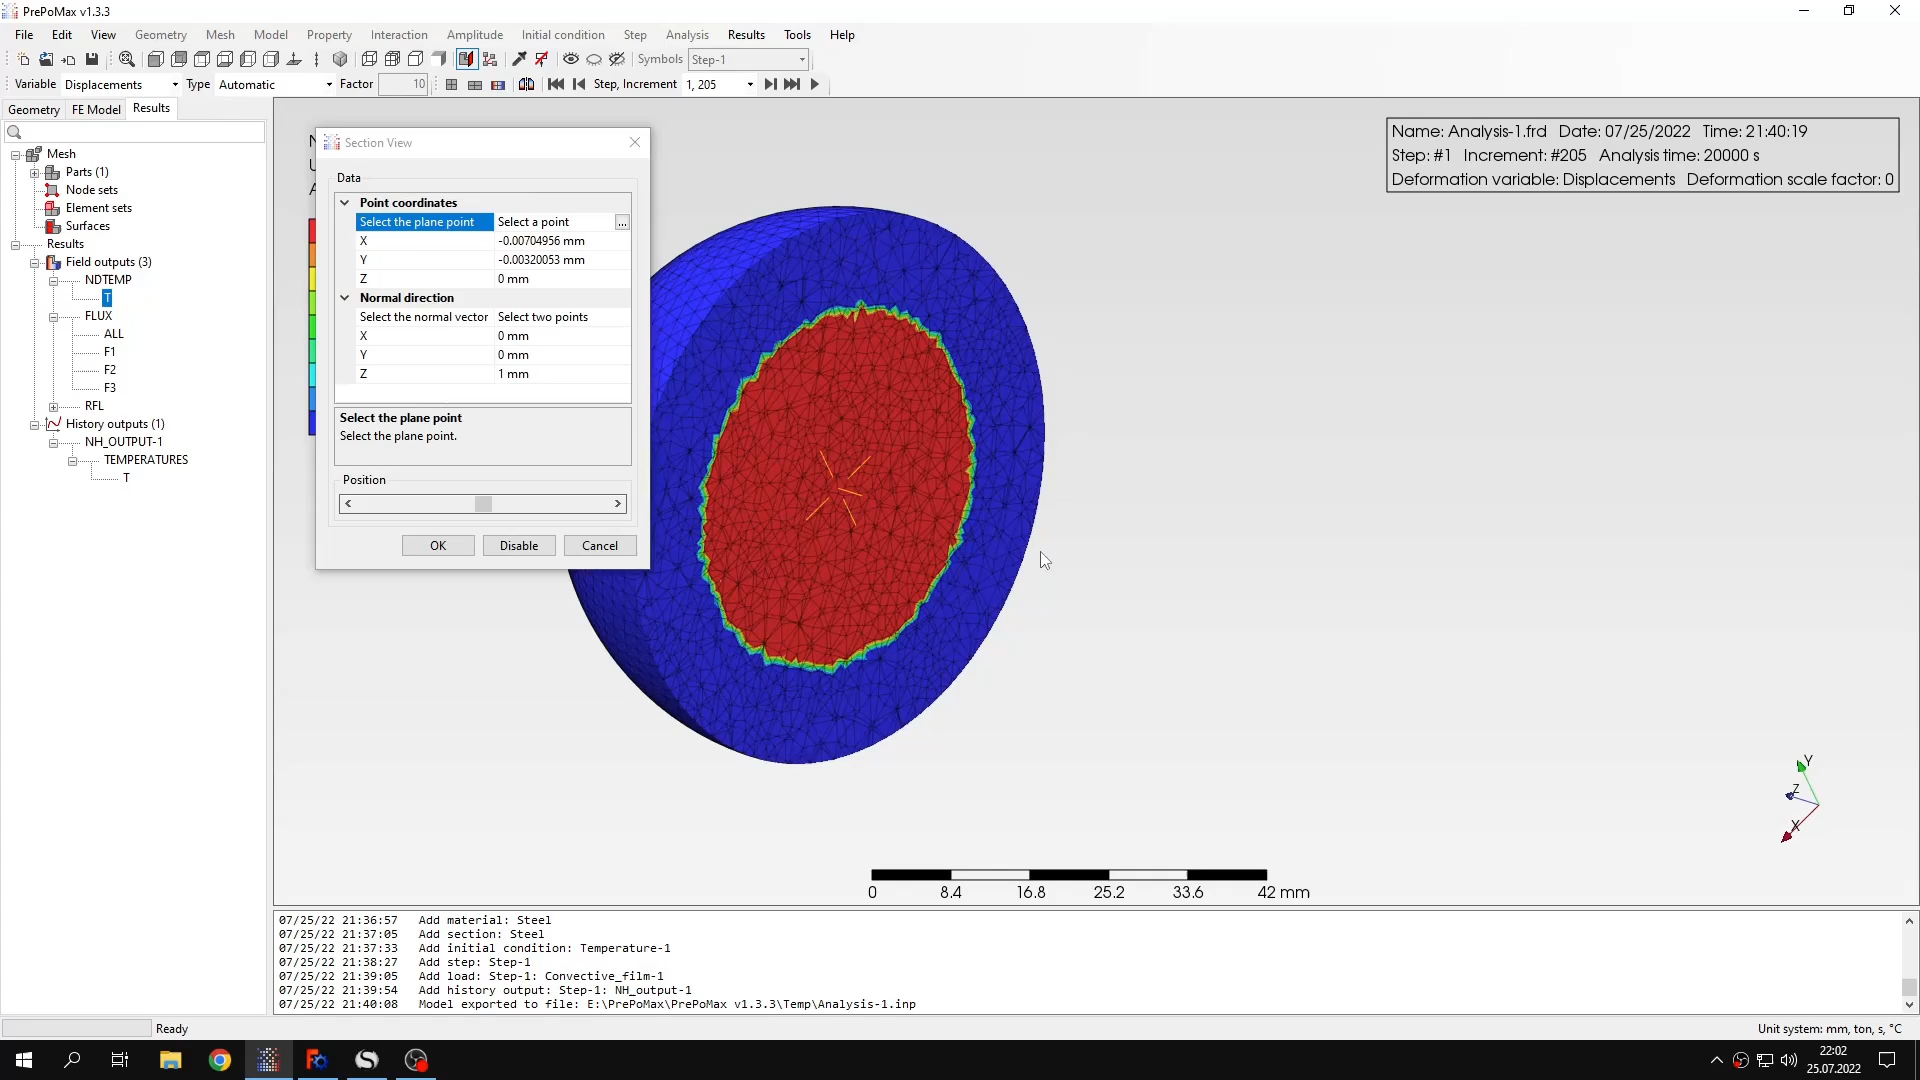 PrePoMax v1.3.3
File Edit View Geometry Mesh Model Property Interaction Amplitude Initial condition Step Analysis Results Tools Help
Symbols Step-1
Variable Displacements Type Automatic Factor 10 Step, Increment 1, 205
Geometry FE Model Results
Mesh
Parts (1)
Node sets
Element sets
Surfaces
Results
Field outputs (3)
NDTEMP
T
FLUX
ALL
F1
F2
F3
RFL
History outputs (1)
NH_OUTPUT-1
TEMPERATURES
T
Section View
Data
Point coordinates
Select the plane point Select a point ...
X -0.00704956 mm
Y -0.00320053 mm
Z 0 mm
Normal direction
Select the normal vector Select two points
X 0 mm
Y 0 mm
Z 1 mm
Select the plane point
Select the plane point.
Position
OK Disable Cancel
Name: Analysis-1.frd Date: 07/25/2022 Time: 21:40:19
Step: #1 Increment: #205 Analysis time: 20000 s
Deformation variable: Displacements Deformation scale factor: 0
Y
Z
X
0 8.4 16.8 25.2 33.6 42 mm
07/25/22 21:36:57 Add material: Steel
07/25/22 21:37:05 Add section: Steel
07/25/22 21:37:33 Add initial condition: Temperature-1
07/25/22 21:38:27 Add step: Step-1
07/25/22 21:39:05 Add load: Step-1: Convective_film-1
07/25/22 21:39:54 Add history output: Step-1: NH_output-1
07/25/22 21:40:08 Model exported to file: E:\PrePoMax\PrePoMax v1.3.3\Temp\Analysis-1.inp
Ready
Unit system: mm, ton, s, °C
22:02
25.07.2022